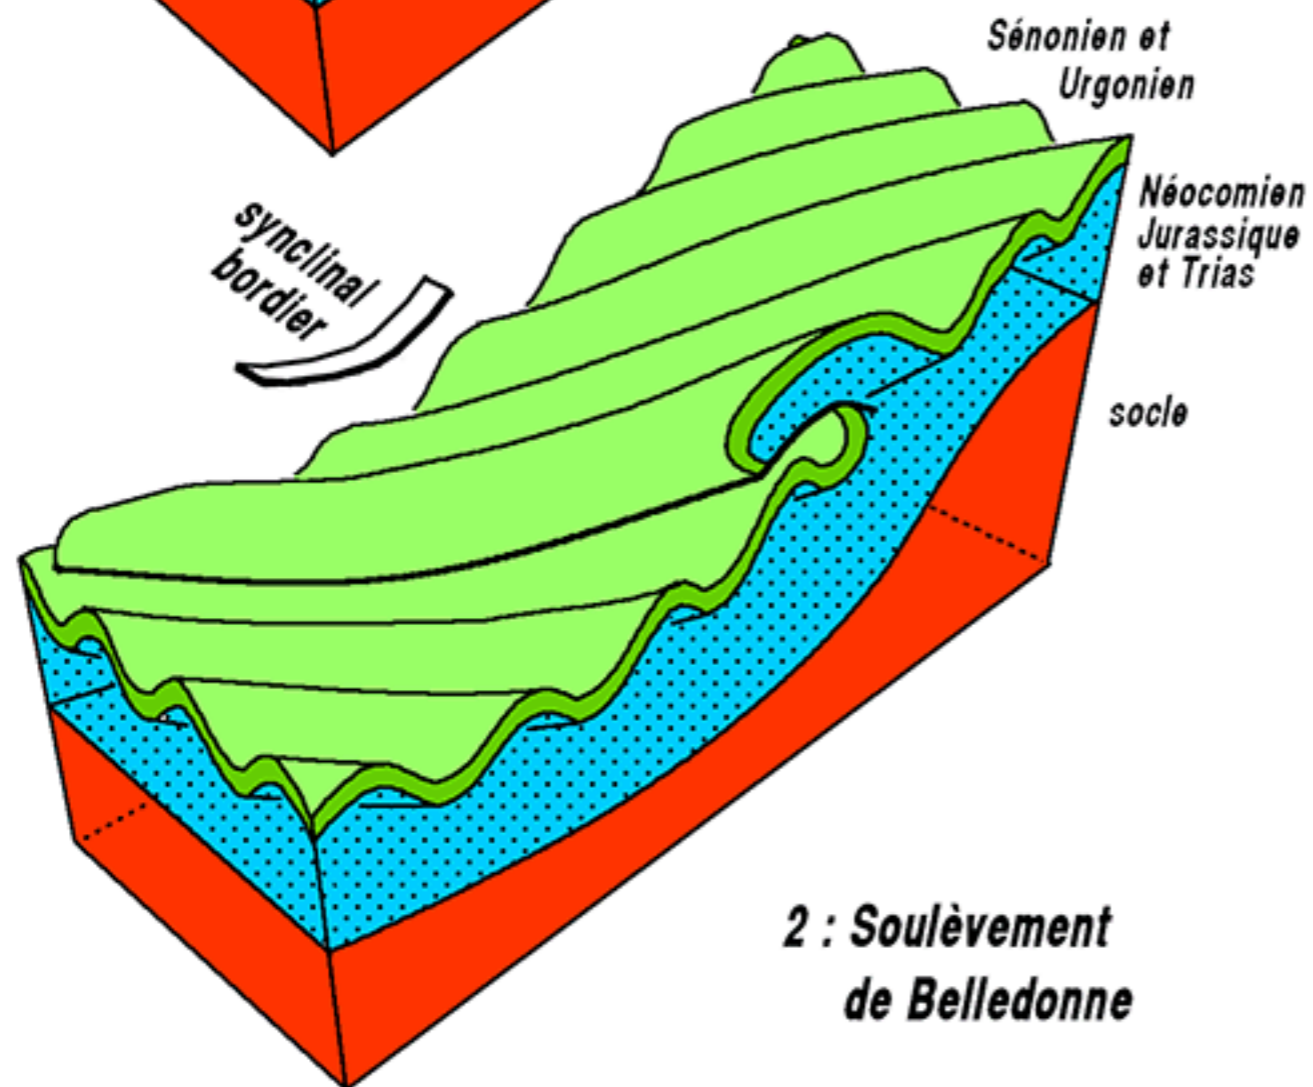 Sénonien et
Urgonien
synclinal
bordier
Néocomien
Jurassique
et Trias
socle
2 : Soulèvement
de Belledonne